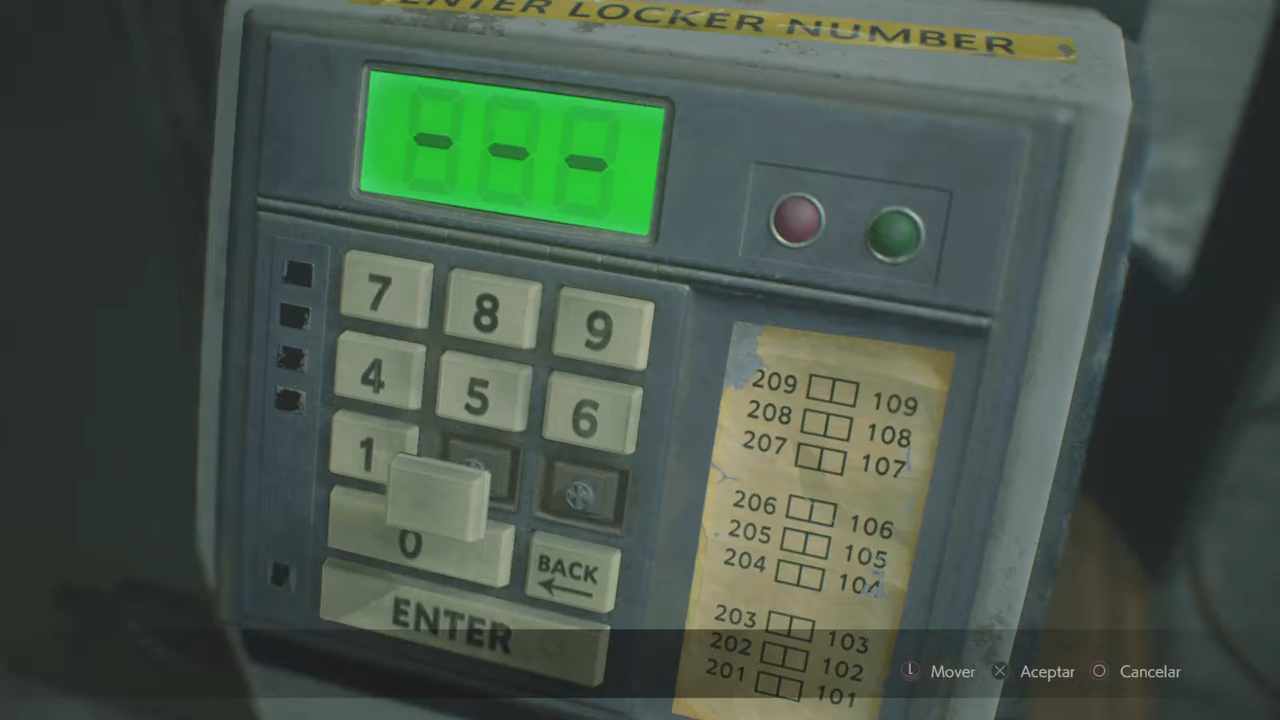 ENTER LOCKER NUMBER
7 8 9
4 5 6
1
0
BACK
ENTER
209 109
208 108
207 107
206 106
205 105
204 104
203 103
202 102
201 101
L Mover Aceptar Cancelar